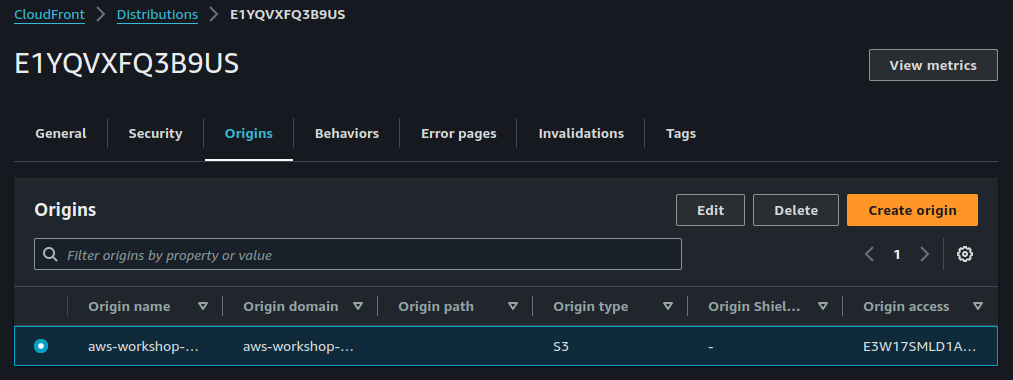 CloudFront > Distributions > E1YQVXFQ3B9US
E1YQVXFQ3B9US
View metrics
General Security Origins Behaviors Error pages Invalidations Tags
Origins
Edit Delete Create origin
Filter origins by property or value
1
Origin name Origin domain Origin path Origin type Origin Shiel... Origin access
aws-workshop-... aws-workshop-... S3 - E3W17SMLD1A...